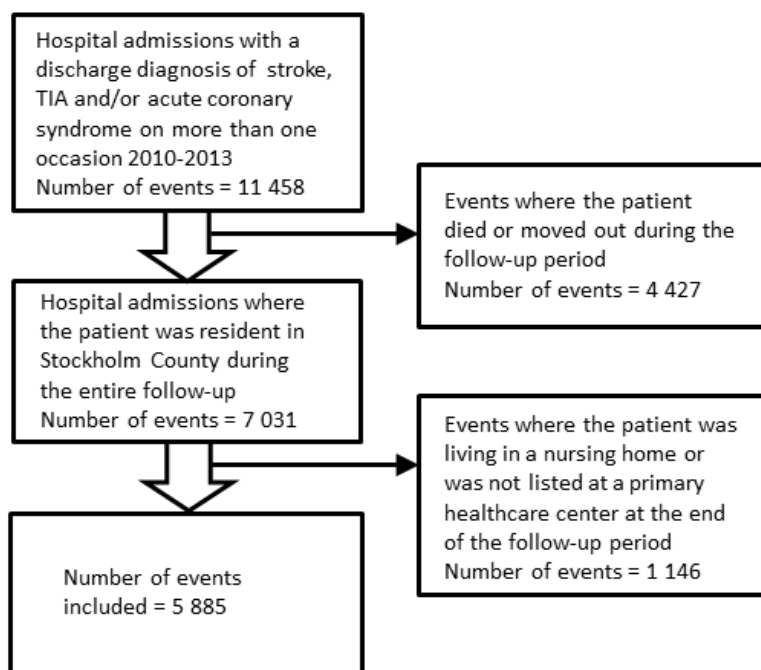 Hospital admissions with a
discharge diagnosis of stroke,
TIA and/or acute coronary
syndrome on more than one
occasion 2010-2013
Number of events = 11 458
Events where the patient
died or moved out during the
follow-up period
Number of events = 4 427
Hospital admissions where
the patient was resident in
Stockholm County during
the entire follow-up
Number of events = 7 031
Events where the patient was
living in a nursing home or
was not listed at a primary
healthcare center at the end
of the follow-up period
Number of events = 1 146
Number of events
included = 5 885